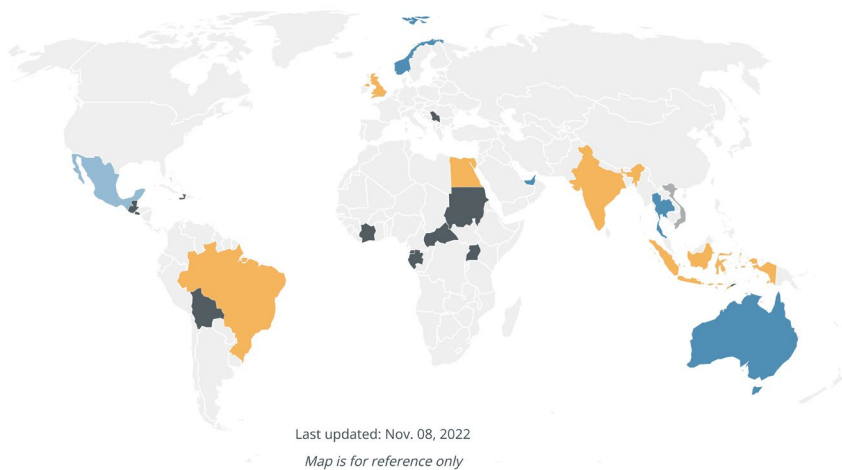 Last updated: Nov. 08, 2022
Map is for reference only